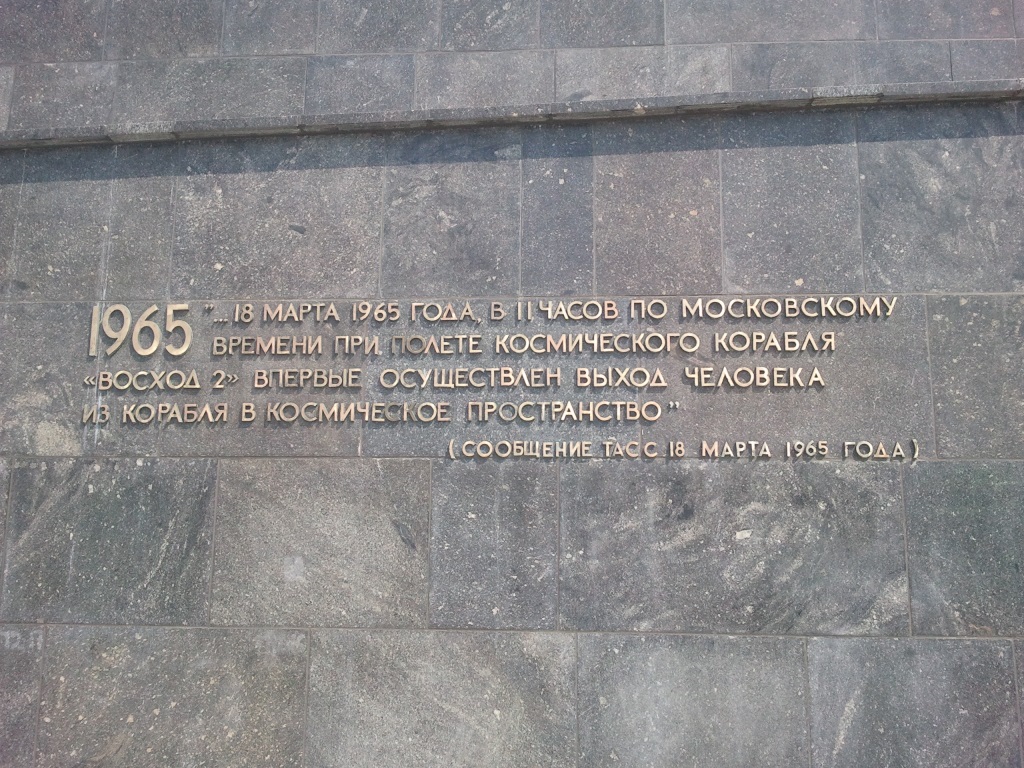 1965 "...18 МАРТА 1965 ГОДА, В 11 ЧАСОВ ПО МОСКОВСКОМУ
ВРЕМЕНИ ПРИ ПОЛЕТЕ КОСМИЧЕСКОГО КОРАБЛЯ
«ВОСХОД 2» ВПЕРВЫЕ ОСУЩЕСТВЛЕН ВЫХОД ЧЕЛОВЕКА
ИЗ КОРАБЛЯ В КОСМИЧЕСКОЕ ПРОСТРАНСТВО"
(СООБЩЕНИЕ ТАСС 18 МАРТА 1965 ГОДА)